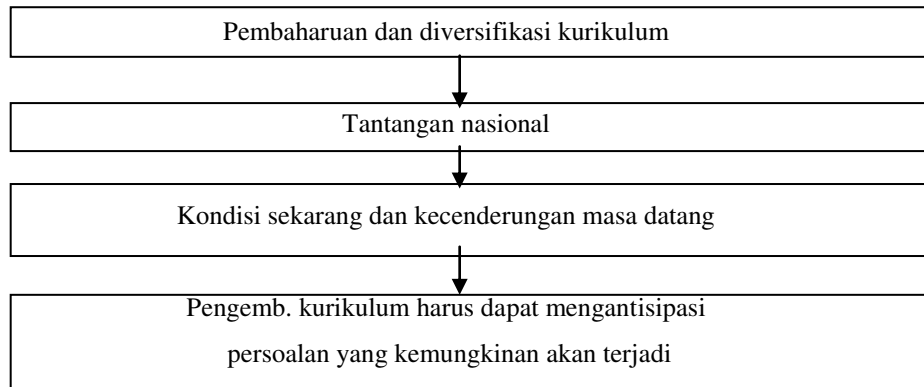 Pembaharuan dan diversifikasi kurikulum
Tantangan nasional
Kondisi sekarang dan kecenderungan masa datang
Pengemb. kurikulum harus dapat mengantisipasi
persoalan yang kemungkinan akan terjadi